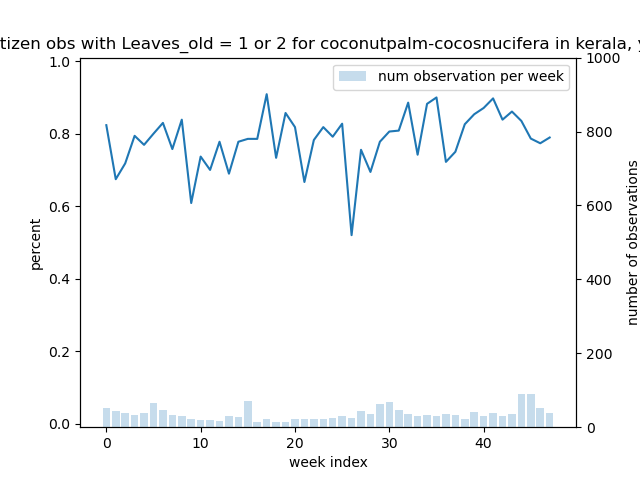 tizen obs with Leaves_old = 1 or 2 for coconutpalm-cocosnucifera in kerala,
num observation per week
1.0
0.8
0.6
0.4
0.2
0.0
percent
1000
800
600
400
200
0
number of observations
0 10 20 30 40
week index